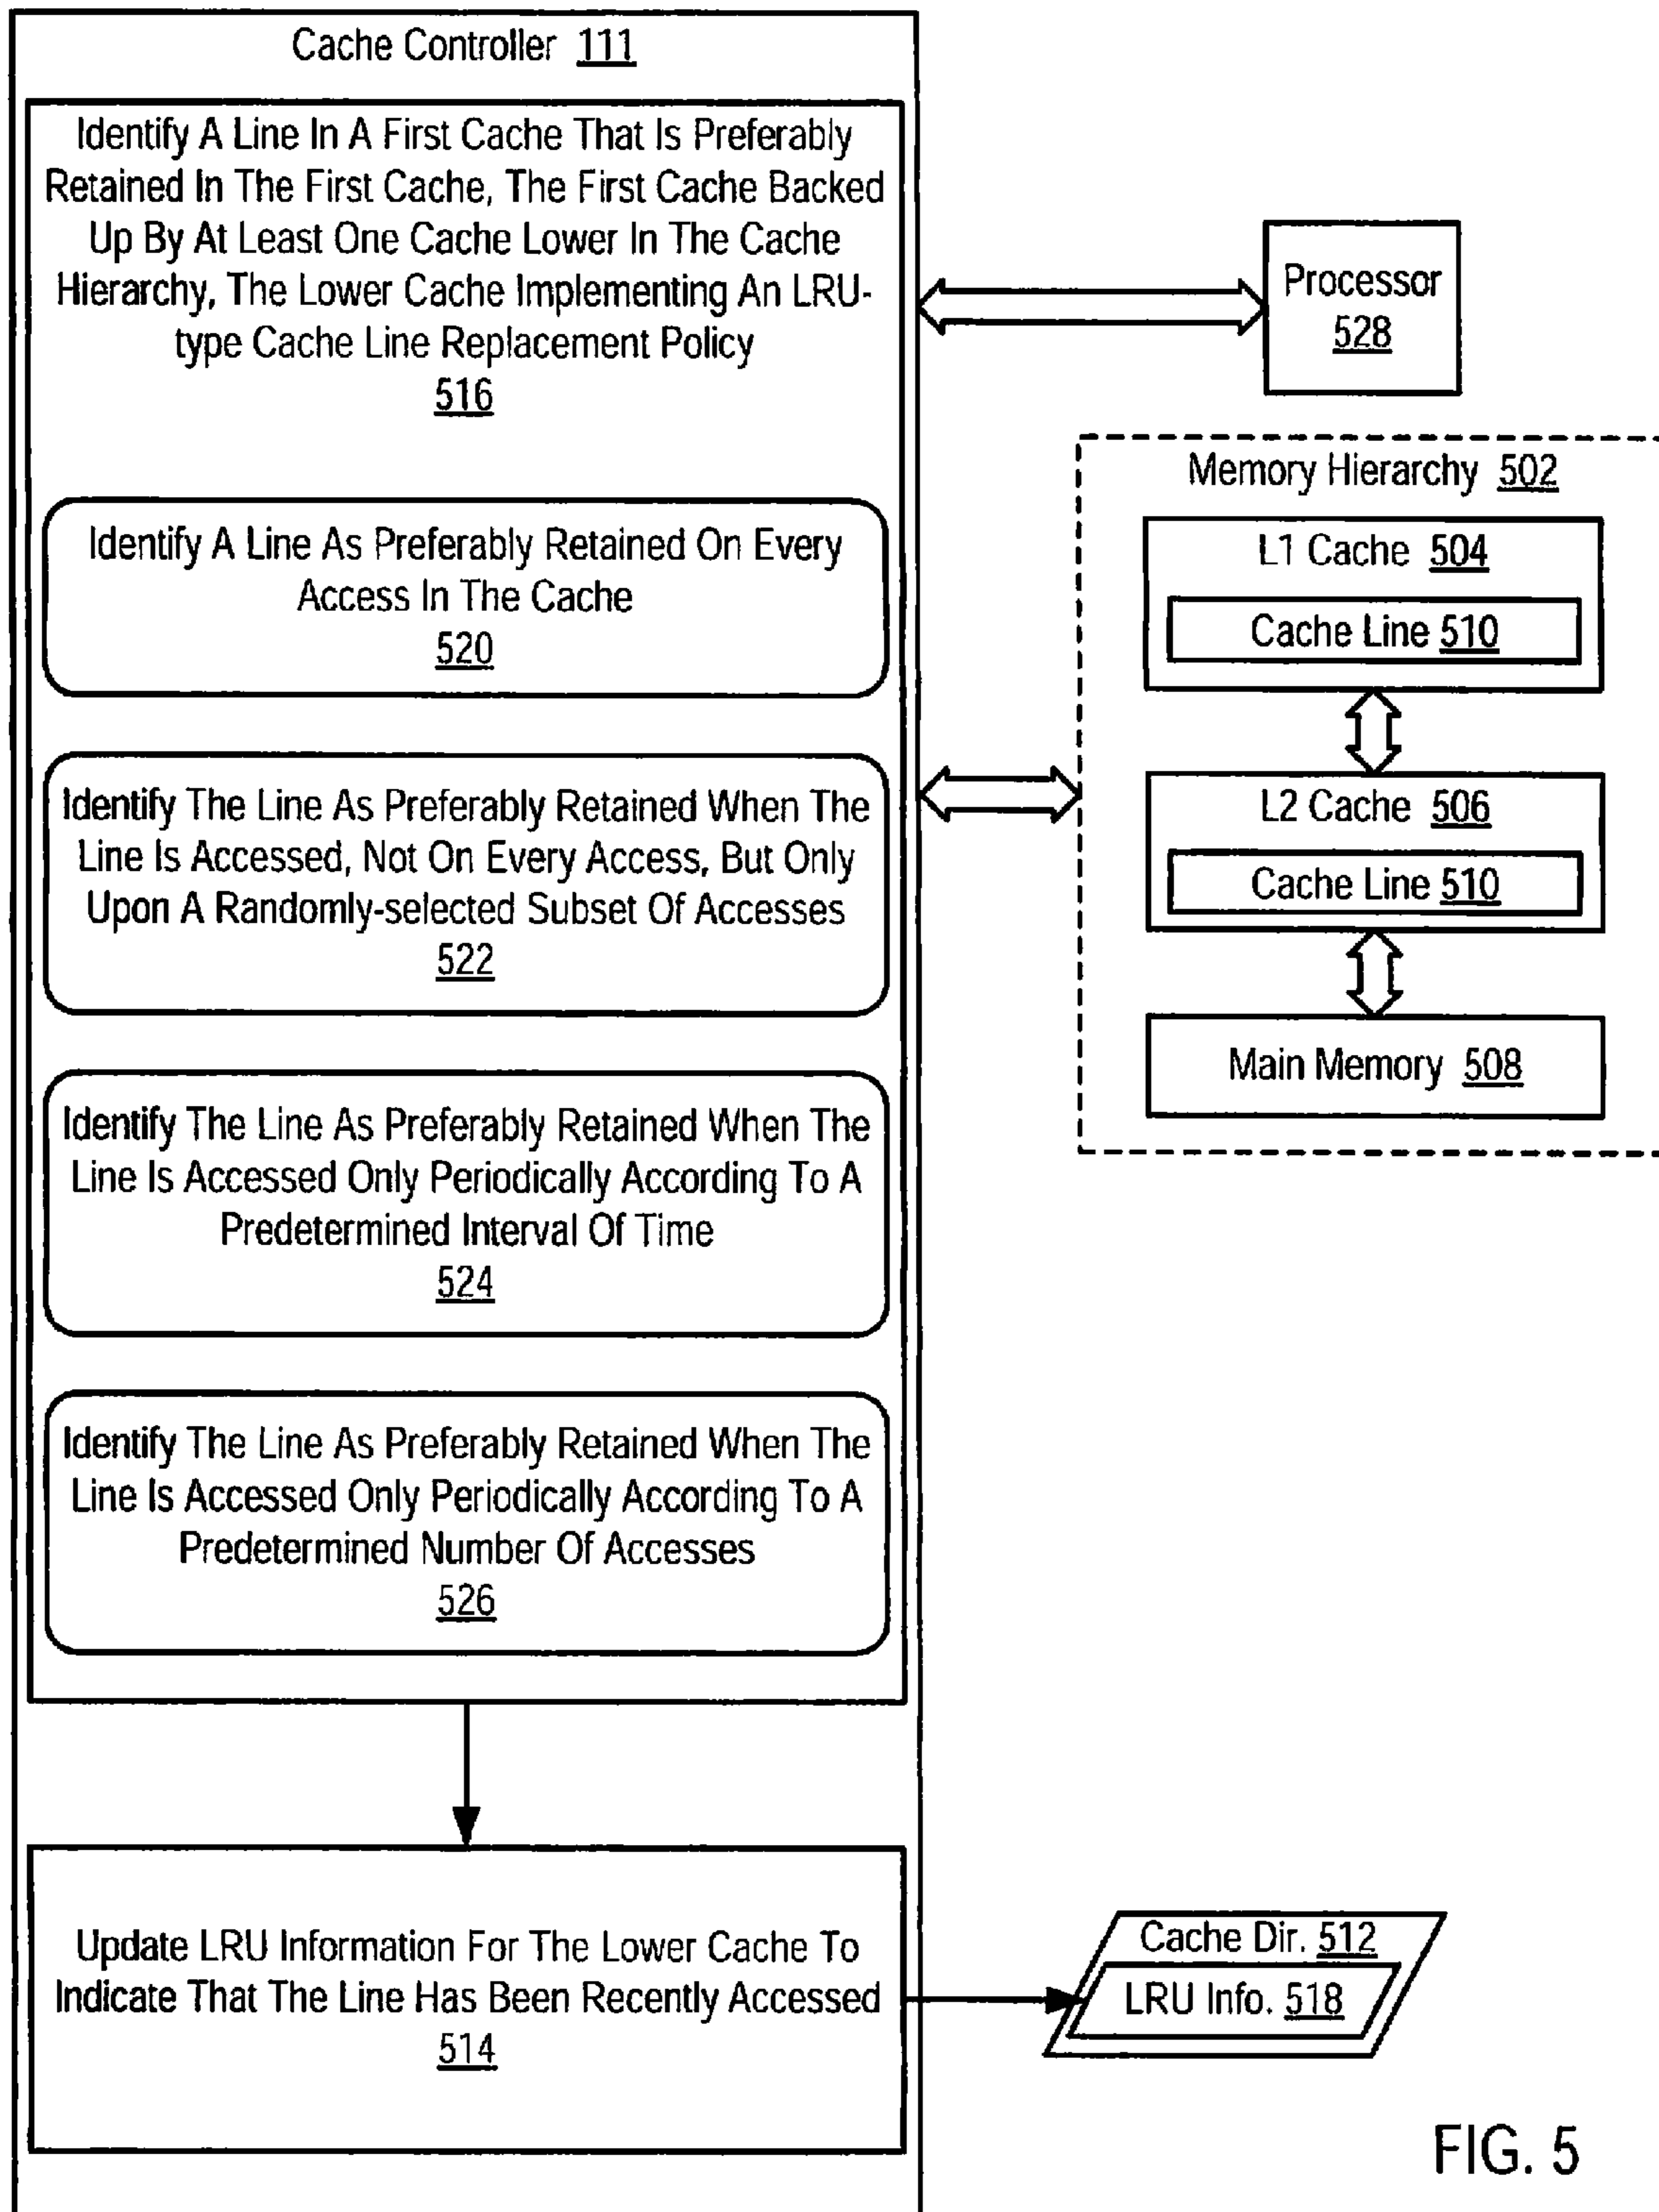 Cache Controller 111
Identify A Line In A First Cache That Is Preferably
Retained In The First Cache, The First Cache Backed
Up By At Least One Cache Lower In The Cache
Hierarchy, The Lower Cache Implementing An LRU-
type Cache Line Replacement Policy
516
Identify A Line As Preferably Retained On Every
Access In The Cache
520
Identify The Line As Preferably Retained When The
Line Is Accessed, Not On Every Access, But Only
Upon A Randomly-selected Subset Of Accesses
522
Identify The Line As Preferably Retained When The
Line Is Accessed Only Periodically According To A
Predetermined Interval Of Time
524
Identify The Line As Preferably Retained When The
Line Is Accessed Only Periodically According To A
Predetermined Number Of Accesses
526
Update LRU Information For The Lower Cache To
Indicate That The Line Has Been Recently Accessed
514
Processor
528
Memory Hierarchy 502
L1 Cache 504
Cache Line 510
L2 Cache 506
Cache Line 510
Main Memory 508
Cache Dir. 512
LRU Info. 518
FIG. 5